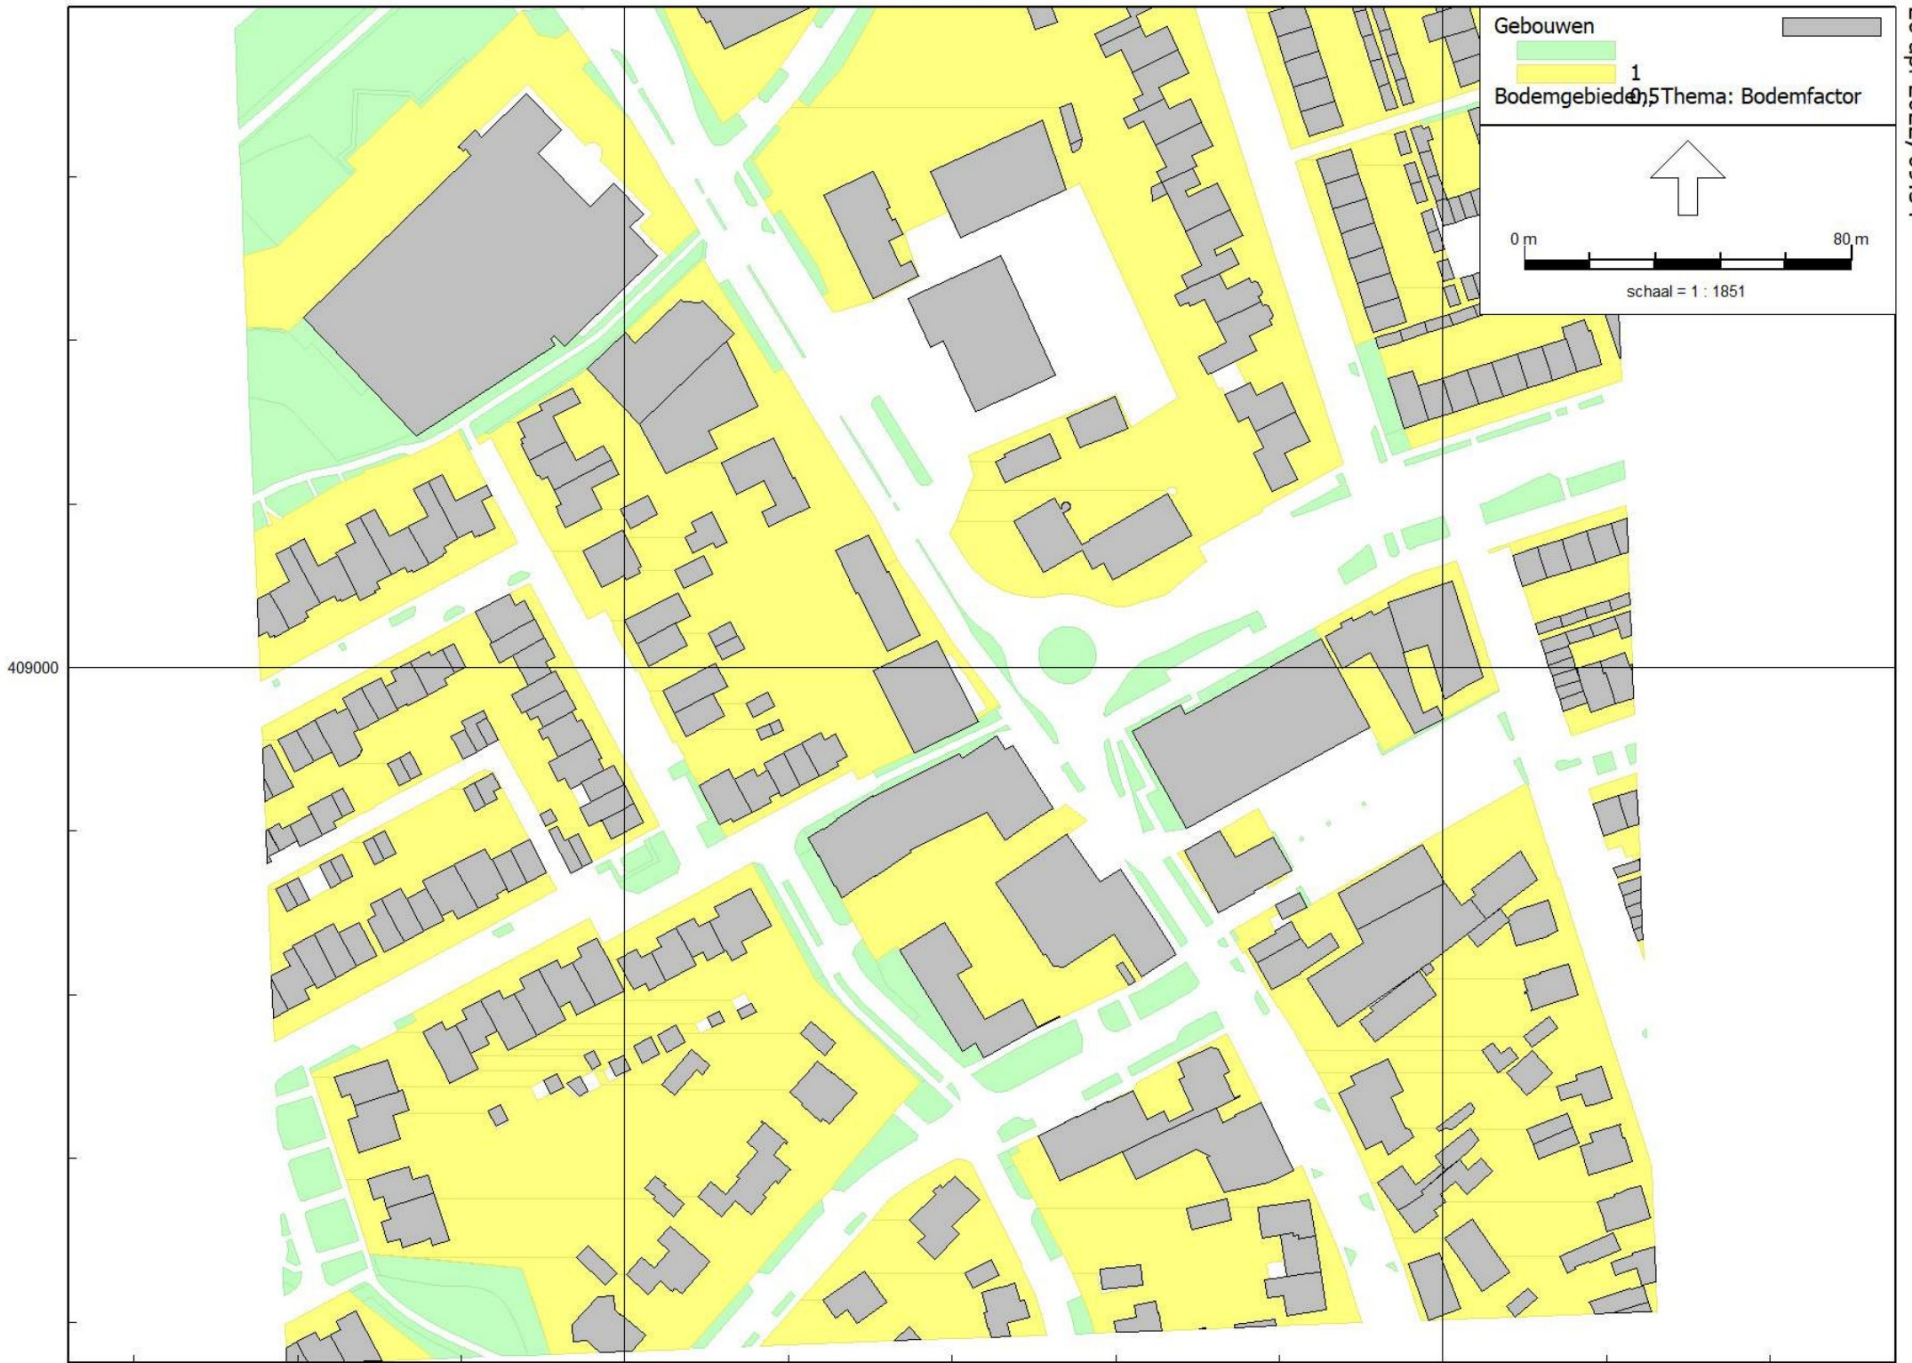 Gebouwen
1
Bodemgebieden, Thema: Bodemfactor
0,5
0 m 80 m
schaal = 1 : 1851
409000